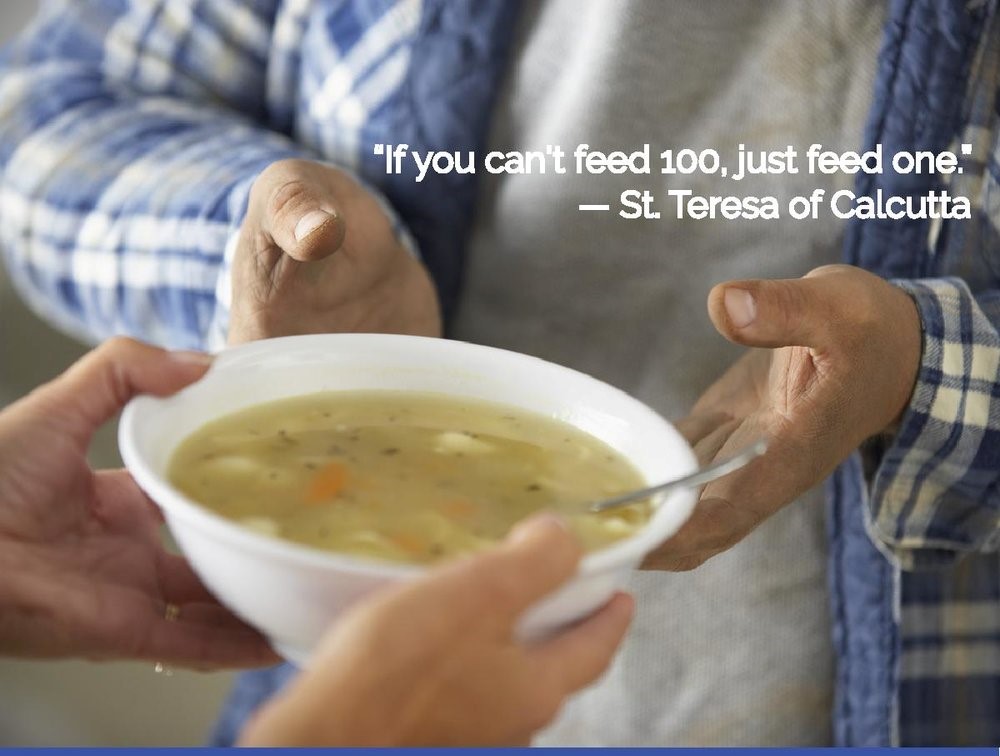 "If you can't feed 100, just feed one."
— St. Teresa of Calcutta